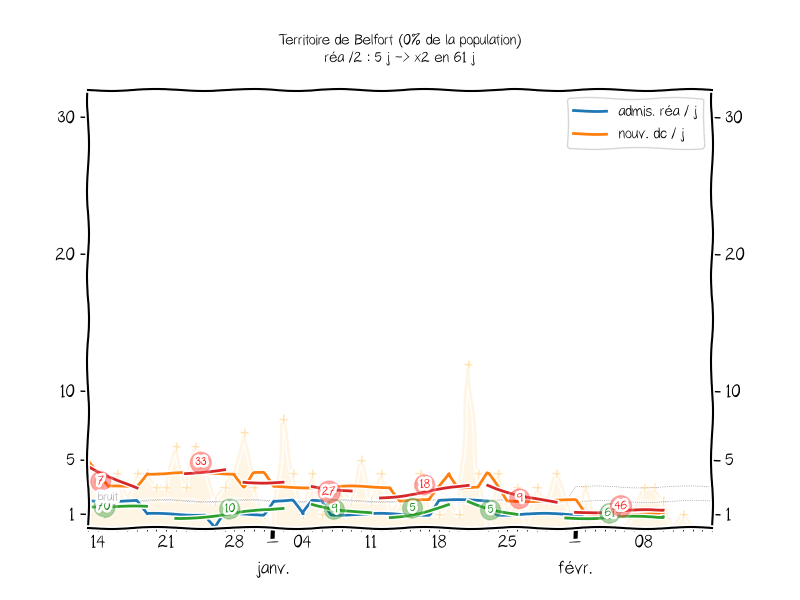 Territoire de Belfort (0% de la population)
réa /2 : 5 j -> x2 en 61 j
admis. réa / j
nouv. dc / j
30 30
20 20
10 10
5 5
1 1
33
7
bruit
70
10
27
9
18
5
5
9
61
46
14 21 28 04 11 18 25 08
janv. févr.